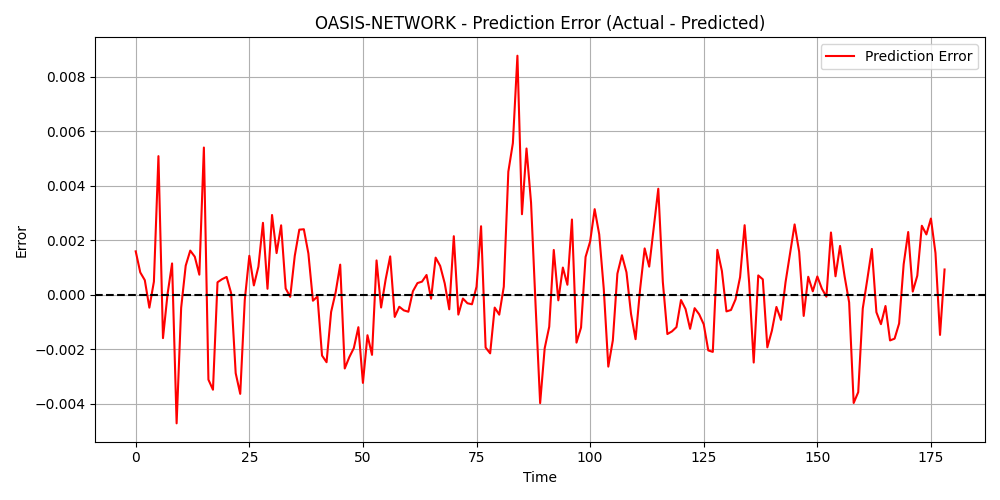 OASIS-NETWORK - Prediction Error (Actual - Predicted)
Prediction Error
0.008
0.006
0.004
0.002
0.000
−0.002
−0.004
Error
0 25 50 75 100 125 150 175
Time